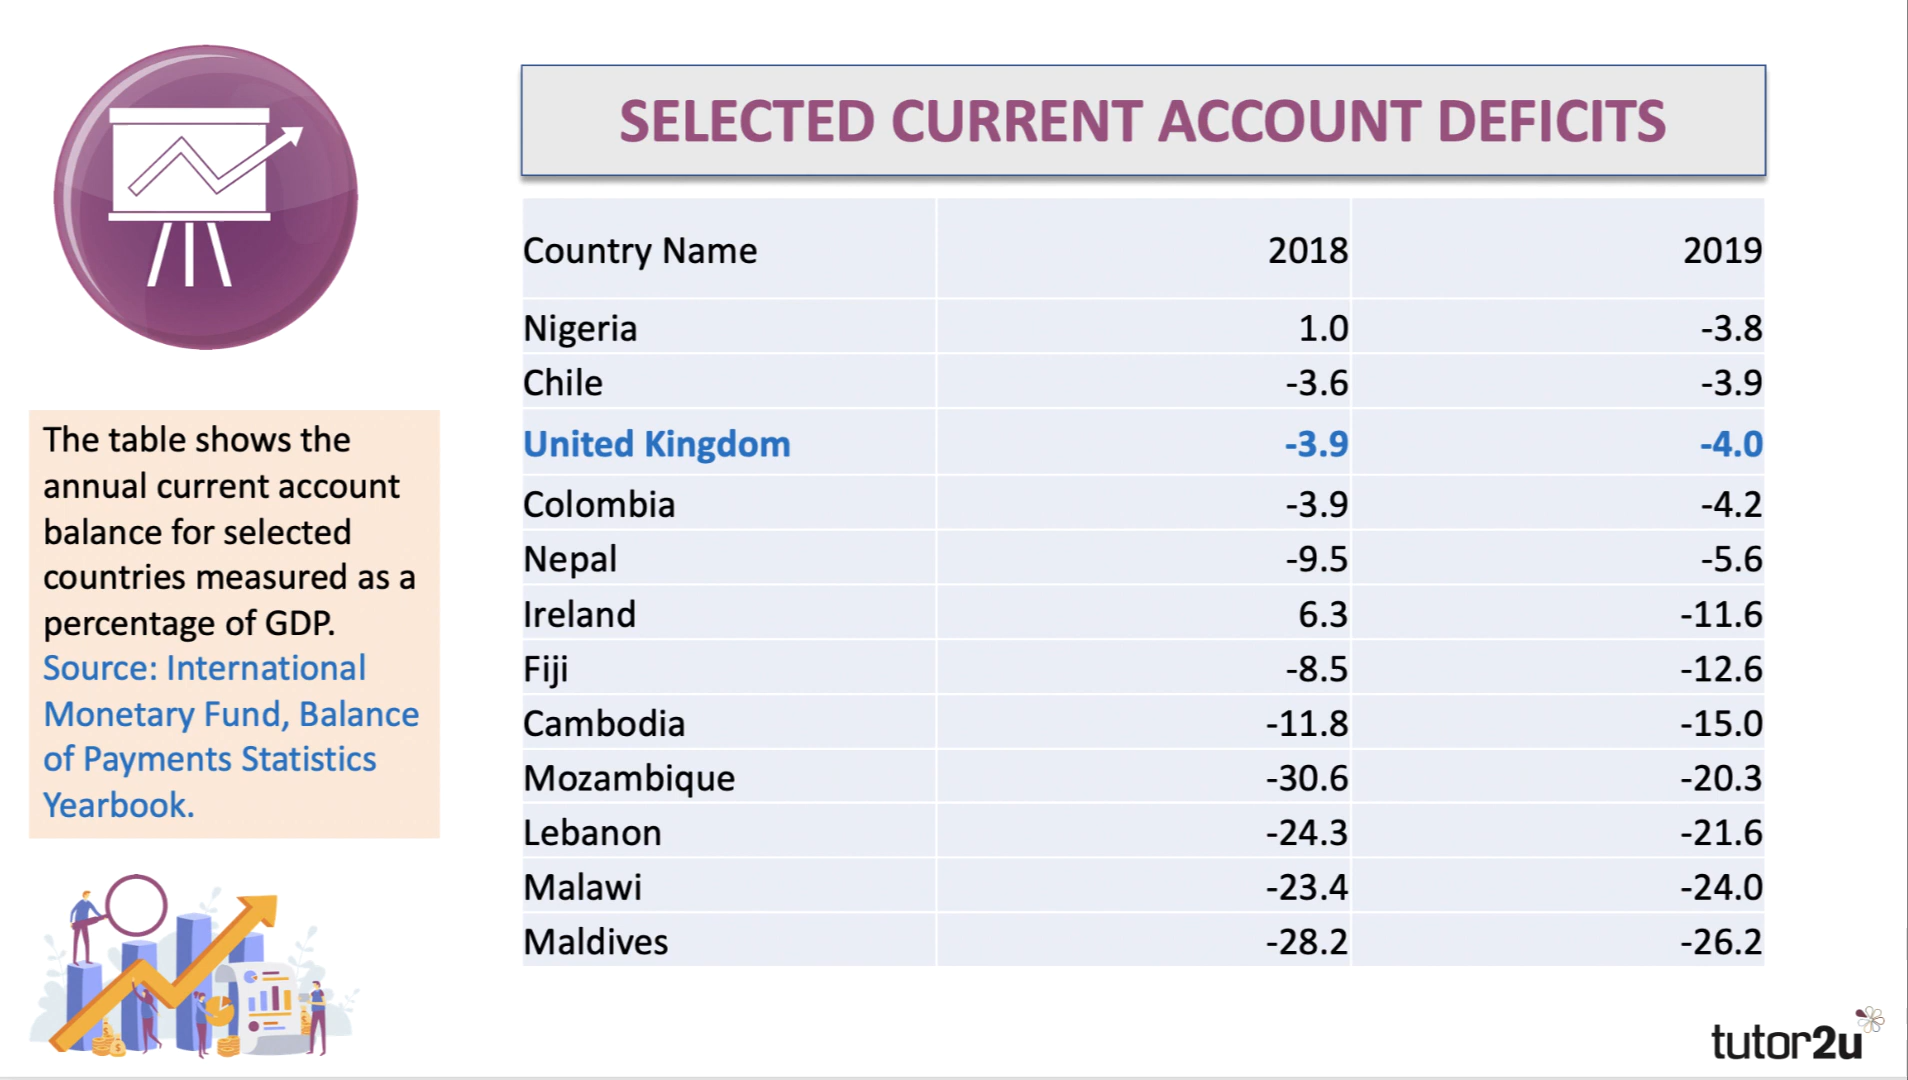 SELECTED CURRENT ACCOUNT DEFICITS
Country Name 2018 2019
Nigeria 1.0 -3.8
Chile -3.6 -3.9
United Kingdom -3.9 -4.0
Colombia -3.9 -4.2
Nepal -9.5 -5.6
Ireland 6.3 -11.6
Fiji -8.5 -12.6
Cambodia -11.8 -15.0
Mozambique -30.6 -20.3
Lebanon -24.3 -21.6
Malawi -23.4 -24.0
Maldives -28.2 -26.2
The table shows the
annual current account
balance for selected
countries measured as a
percentage of GDP.
Source: International
Monetary Fund, Balance
of Payments Statistics
Yearbook.
tutor2u